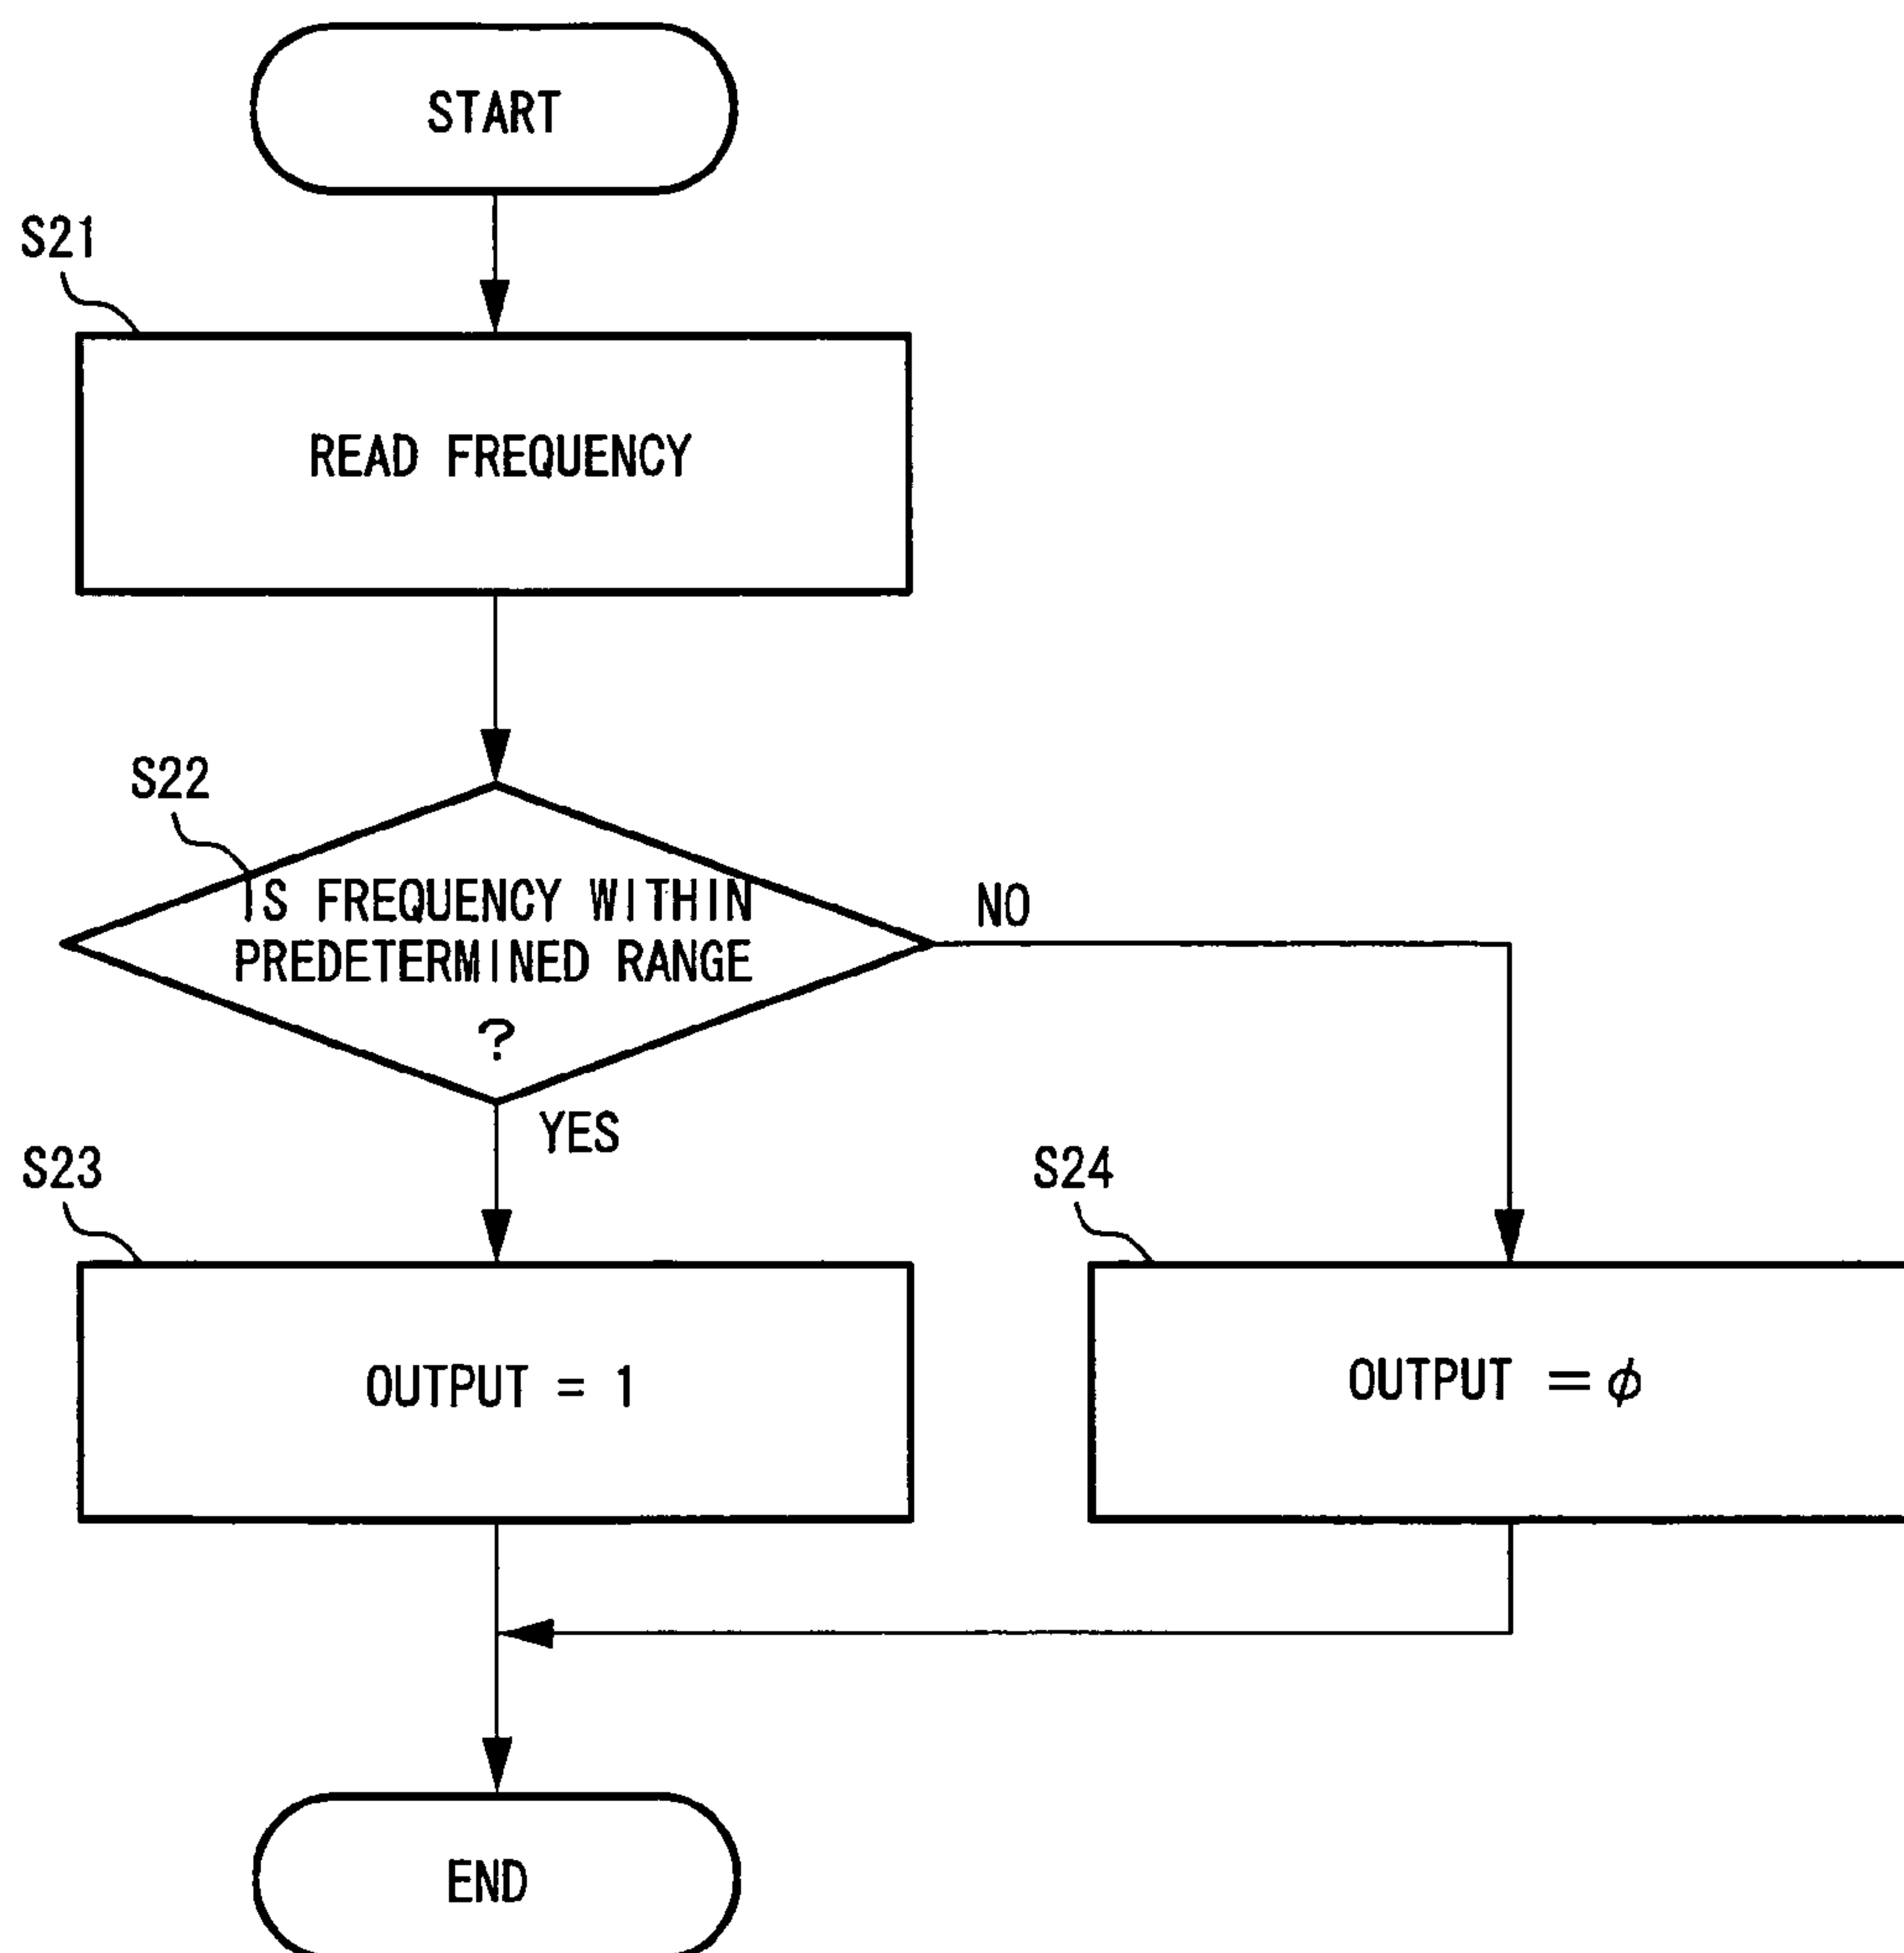 START
S21
READ FREQUENCY
S22
IS FREQUENCY WITHIN
PREDETERMINED RANGE
?
NO
YES
S23
OUTPUT = 1
S24
OUTPUT = ϕ
END